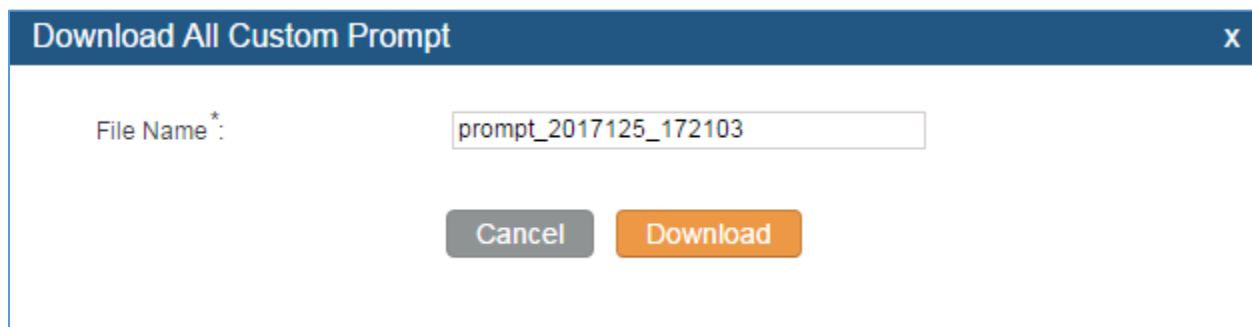 Download All Custom Prompt x
File Name*: prompt_2017125_172103
Cancel Download